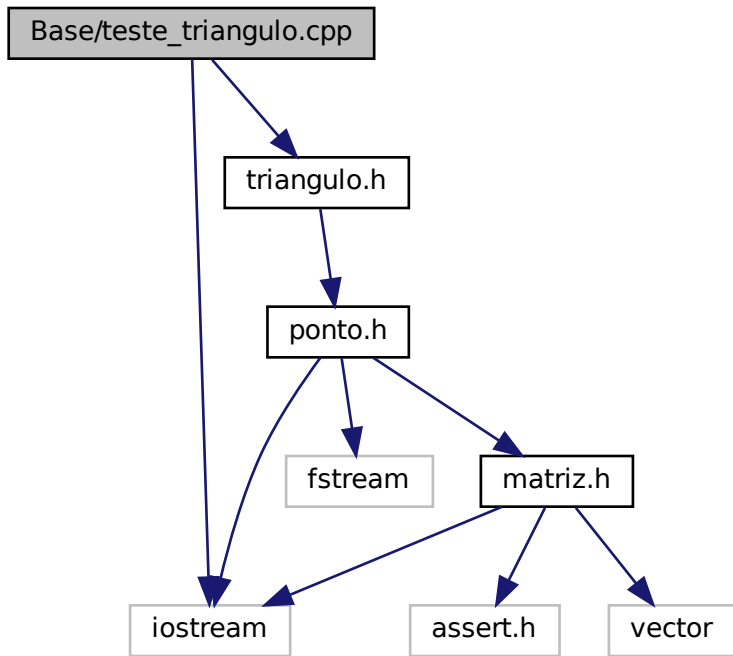 Base/teste_triangulo.cpp
triangulo.h
ponto.h
fstream
matriz.h
iostream
assert.h
vector